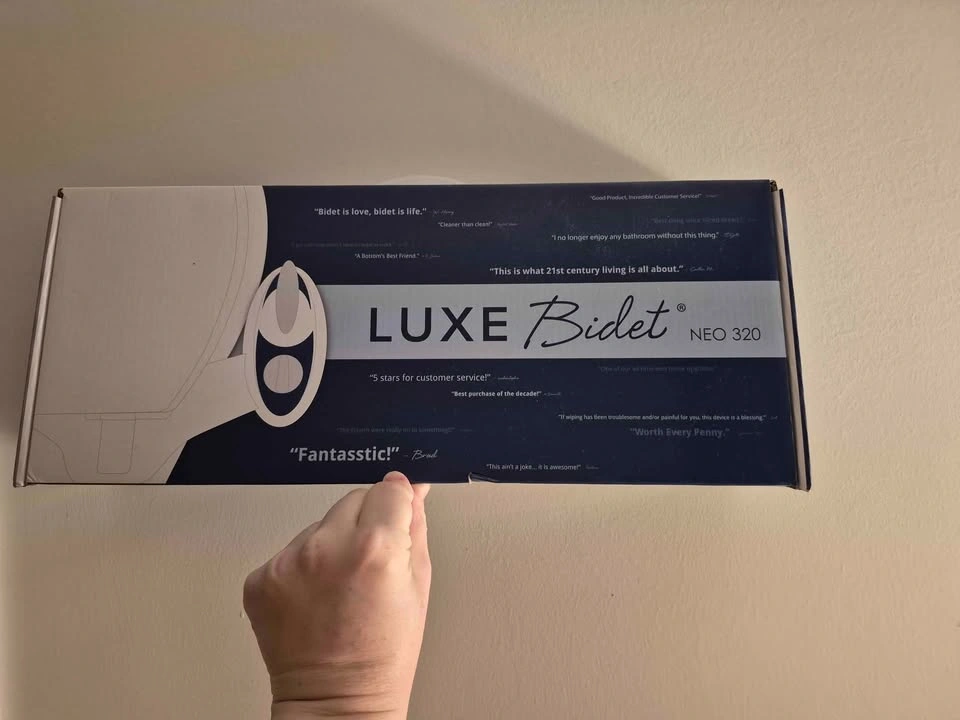 "Good Product, Incredible Customer Service!"
"Bidet is love, bidet is life."
"Cleaner than clean!"
"I no longer enjoy any bathroom without this thing."
"A Bottom's Best Friend."
"This is what 21st century living is all about."
LUXE Bidet® NEO 320
"5 stars for customer service!"
"Best purchase of the decade!"
"If wiping has been troublesome and/or painful for you, this device is a blessing."
"Worth Every Penny."
"Fantasstic!" - Brad
"This ain't a joke... it is awesome!"